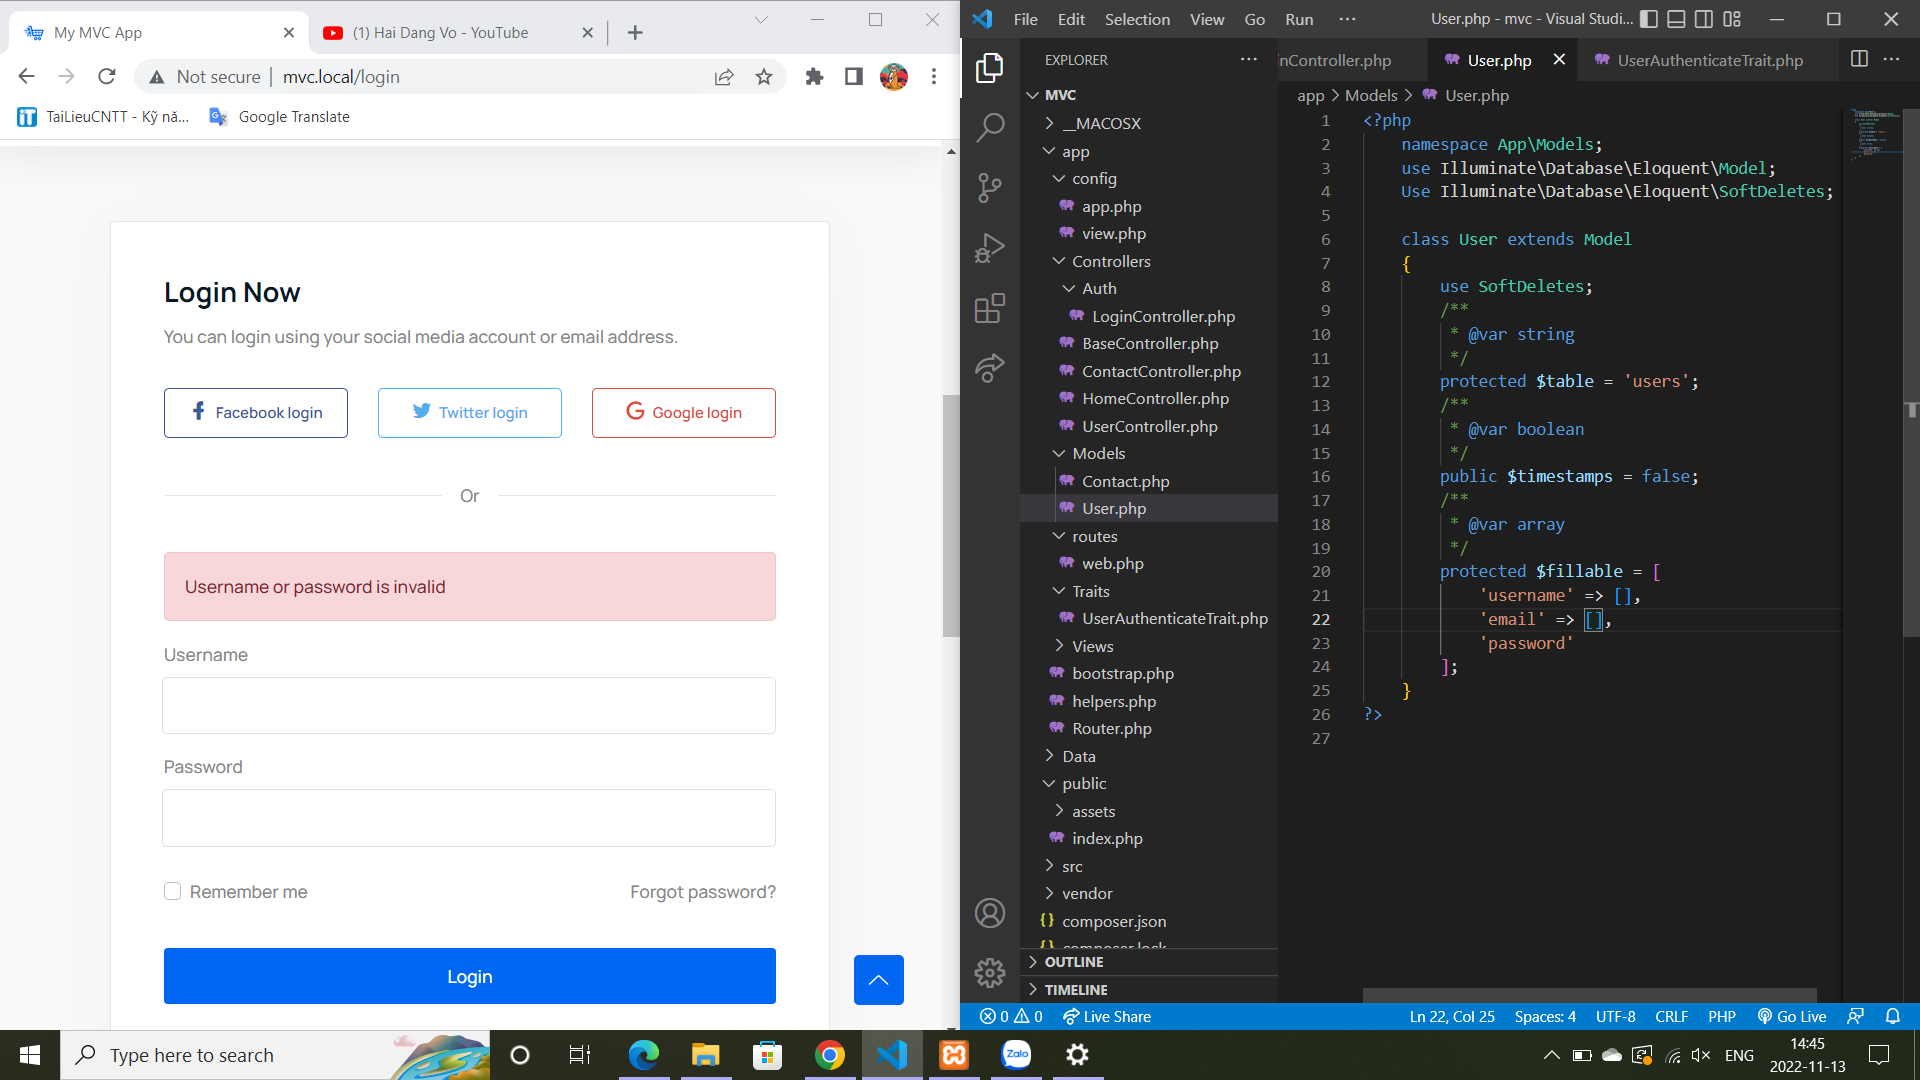 My MVC App
(1) Hai Dang Vo - YouTube
Not secure
mvc.local/login
TaiLieuCNTT - Kỹ nă...
Google Translate
Login Now
You can login using your social media account or email address.
Facebook login
Twitter login
Google login
Or
Username or password is invalid
Username
Password
Remember me
Forgot password?
Login
File Edit Selection View Go Run ···
User.php - mvc - Visual Studi...
EXPLORER
MVC
__MACOSX
app
config
app.php
view.php
Controllers
Auth
LoginController.php
BaseController.php
ContactController.php
HomeController.php
UserController.php
Models
Contact.php
User.php
routes
web.php
Traits
UserAuthenticateTrait.php
Views
bootstrap.php
helpers.php
Router.php
Data
public
assets
index.php
src
vendor
composer.json
composer.lock
OUTLINE
TIMELINE
nController.php
User.php
UserAuthenticateTrait.php
app > Models > User.php
1 <?php
2 namespace App\Models;
3 use Illuminate\Database\Eloquent\Model;
4 Use Illuminate\Database\Eloquent\SoftDeletes;
5
6 class User extends Model
7 {
8 use SoftDeletes;
9 /**
10 * @var string
11 */
12 protected $table = 'users';
13 /**
14 * @var boolean
15 */
16 public $timestamps = false;
17 /**
18 * @var array
19 */
20 protected $fillable = [
21 'username' => [],
22 'email' => [],
23 'password'
24 ];
25 }
26 ?>
27
0 0 Live Share
Ln 22, Col 25 Spaces: 4 UTF-8 CRLF PHP Go Live
Type here to search
Zalo
ENG
14:45
2022-11-13